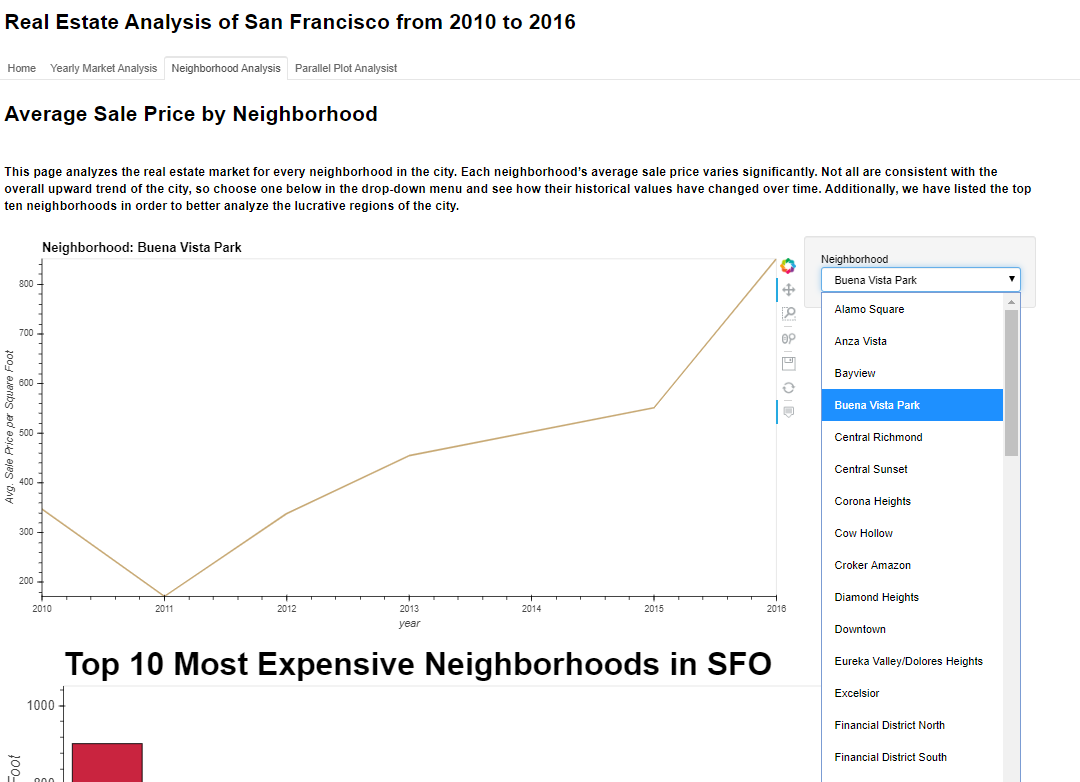 Real Estate Analysis of San Francisco from 2010 to 2016
Home Yearly Market Analysis Neighborhood Analysis Parallel Plot Analysist
Average Sale Price by Neighborhood
This page analyzes the real estate market for every neighborhood in the city. Each neighborhood's average sale price varies significantly. Not all are consistent with the
overall upward trend of the city, so choose one below in the drop-down menu and see how their historical values have changed over time. Additionally, we have listed the top
ten neighborhoods in order to better analyze the lucrative regions of the city.
Neighborhood: Buena Vista Park
800
700
600
500
400
300
200
Avg. Sale Price per Square Foot
2010 2011 2012 2013 2014 2015 2016
year
Neighborhood
Buena Vista Park
Alamo Square
Anza Vista
Bayview
Buena Vista Park
Central Richmond
Central Sunset
Corona Heights
Cow Hollow
Croker Amazon
Diamond Heights
Downtown
Eureka Valley/Dolores Heights
Excelsior
Financial District North
Financial District South
Top 10 Most Expensive Neighborhoods in SFO
1000
800
Foot